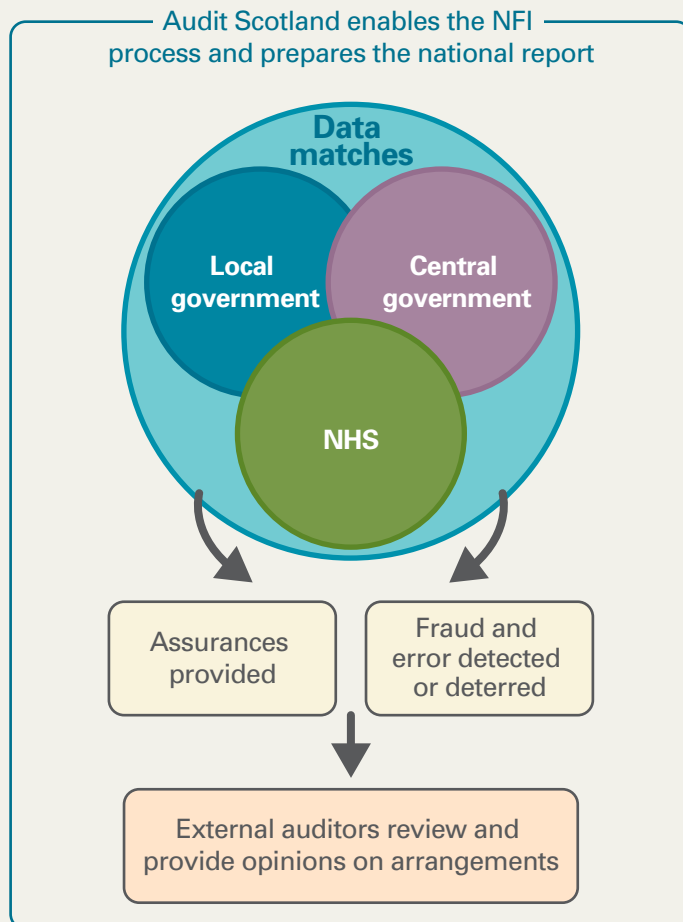 Audit Scotland enables the NFI
process and prepares the national report
Data
matches
Local
government
Central
government
NHS
Assurances
provided
Fraud and
error detected
or deterred
External auditors review and
provide opinions on arrangements